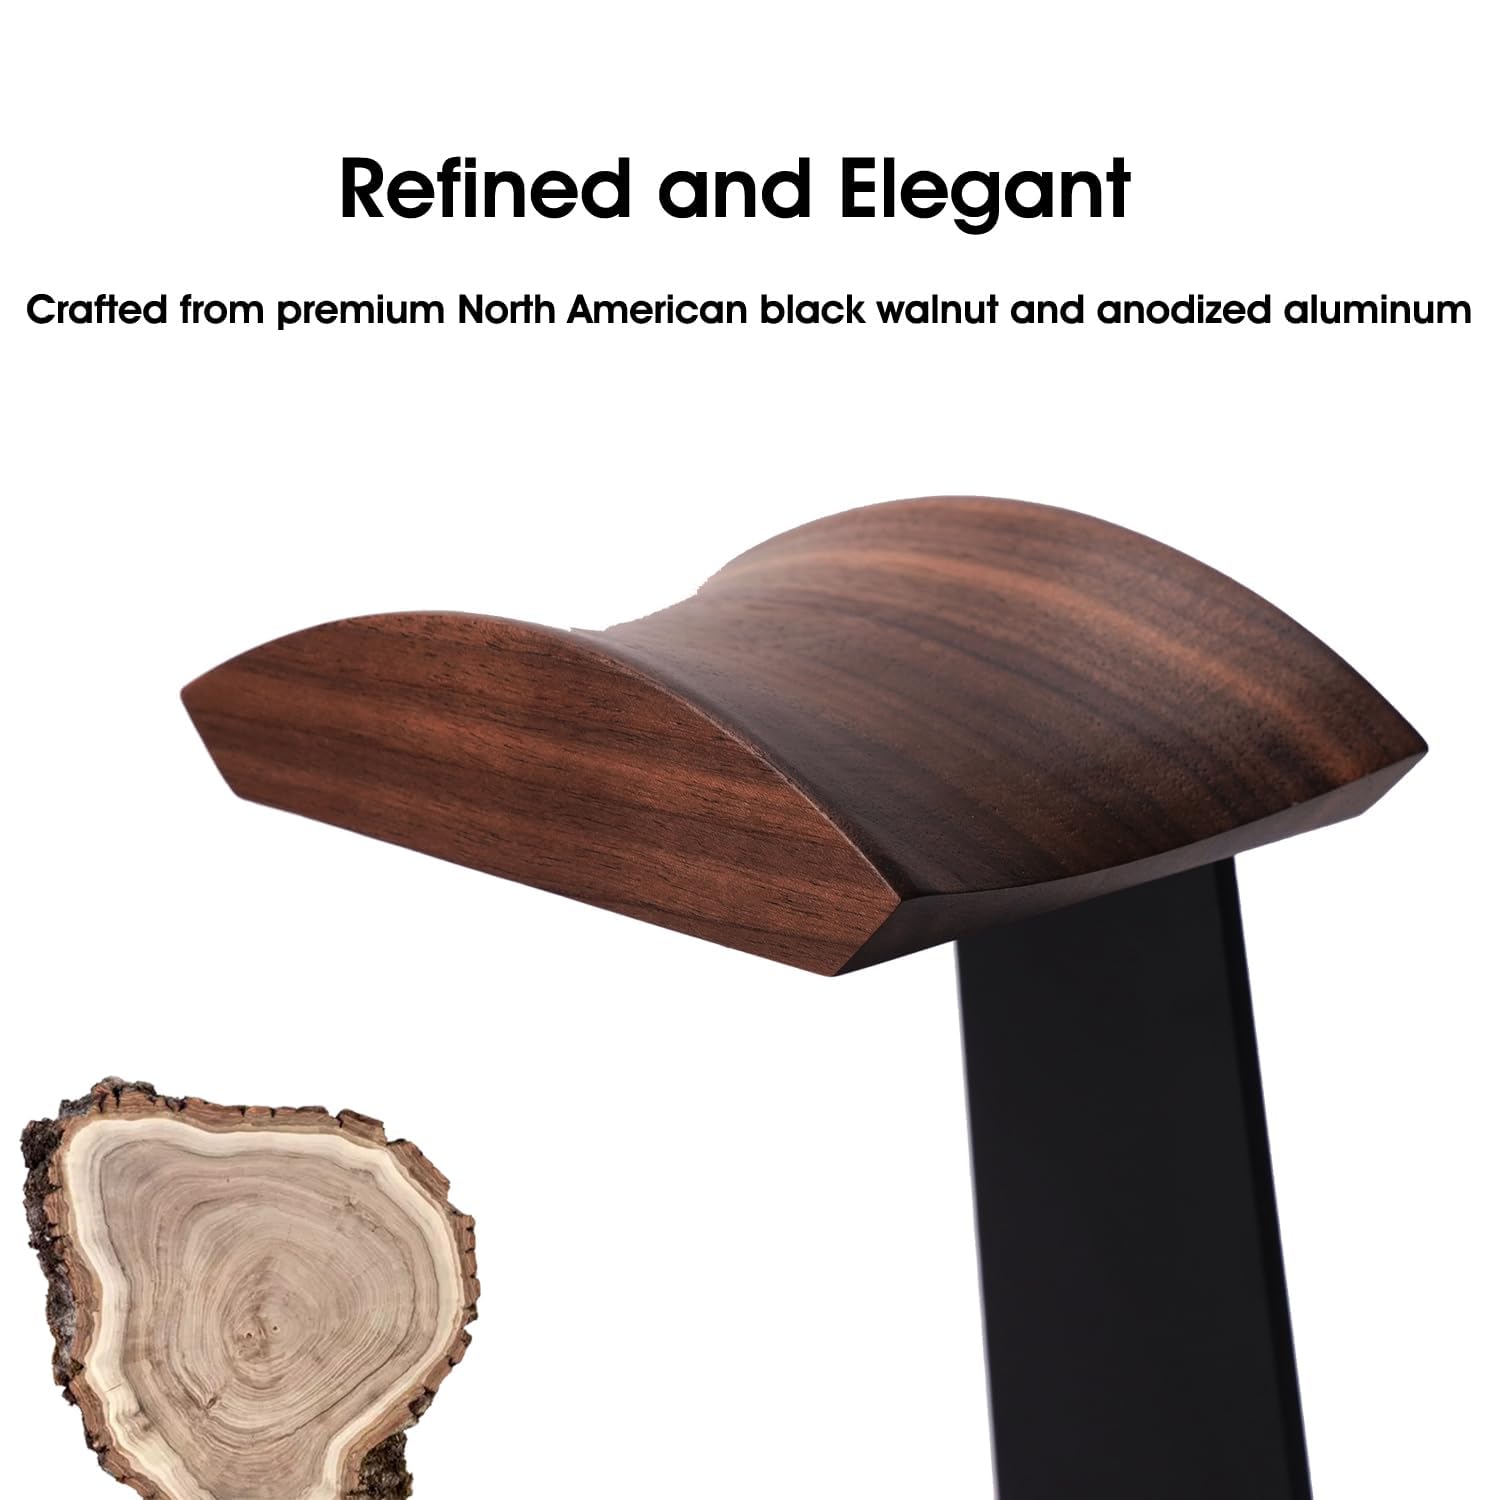 Refined and Elegant
Crafted from premium North American black walnut and anodized aluminum